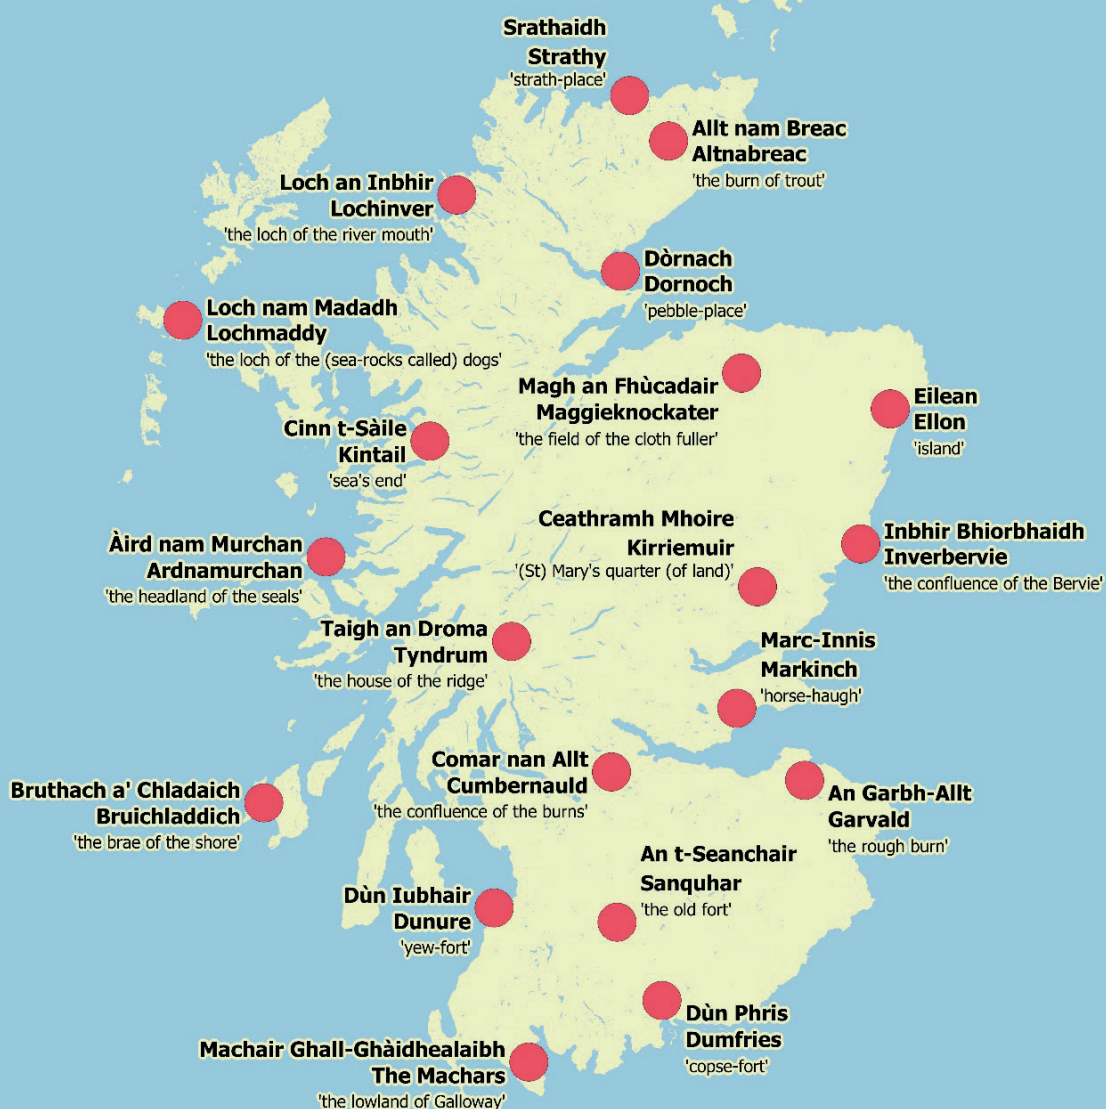 Srathaidh
Strathy
'strath-place'
Allt nam Breac
Altnabreac
'the burn of trout'
Loch an Inbhir
Lochinver
'the loch of the river mouth'
Dòrnach
Dornoch
'pebble-place'
Loch nam Madadh
Lochmaddy
'the loch of the (sea-rocks called) dogs'
Magh an Fhùcadair
Maggieknockater
'the field of the cloth fuller'
Eilean
Ellon
'island'
Cinn t-Sàile
Kintail
'sea's end'
Ceathramh Mhoire
Kirriemuir
'(St) Mary's quarter (of land)'
Inbhir Bhiorbhaidh
Inverbervie
'the confluence of the Bervie'
Àird nam Murchan
Ardnamurchan
'the headland of the seals'
Taigh an Droma
Tyndrum
'the house of the ridge'
Marc-Innis
Markinch
'horse-haugh'
Comar nan Allt
Cumbernauld
'the confluence of the burns'
Bruthach a' Chladaich
Bruichladdich
'the brae of the shore'
An Garbh-Allt
Garvald
'the rough burn'
An t-Seanchair
Sanquhar
'the old fort'
Dùn Iubhair
Dunure
'yew-fort'
Dùn Phris
Dumfries
'copse-fort'
Machair Ghall-Ghàidhealaibh
The Machars
'the lowland of Galloway'